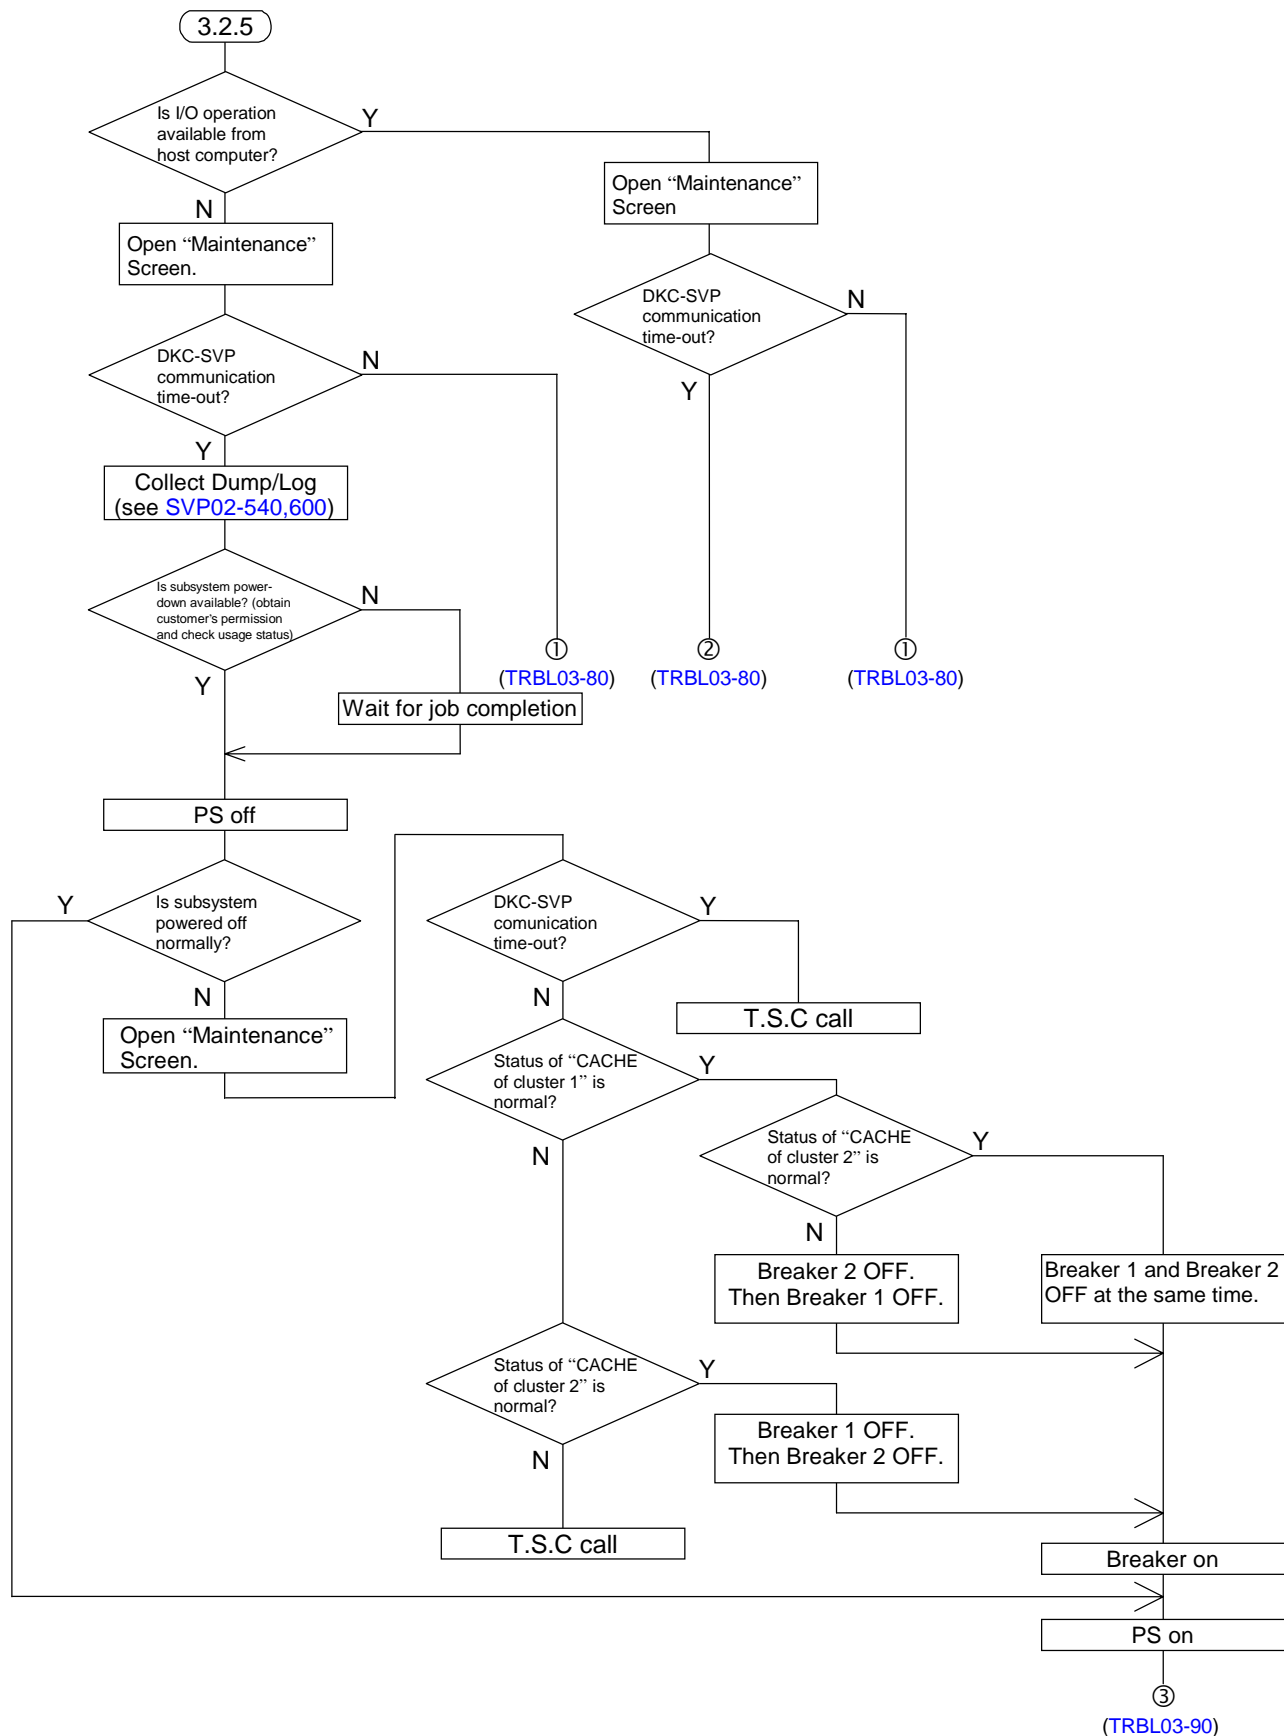 3.2.5
Is I/O operation
available from
host computer?
Y
N
Open “Maintenance”
Screen
Open “Maintenance”
Screen.
DKC-SVP
communication
time-out?
N
Y
DKC-SVP
communication
time-out?
N
Y
Collect Dump/Log
(see SVP02-540,600)
Is subsystem power-
down available? (obtain
customer's permission
and check usage status)
N
Y
①
(TRBL03-80)
②
(TRBL03-80)
①
(TRBL03-80)
Wait for job completion
PS off
Is subsystem
powered off
normally?
Y
N
Open “Maintenance”
Screen.
DKC-SVP
comunication
time-out?
Y
N
T.S.C call
Status of “CACHE
of cluster 1” is
normal?
Y
N
Status of “CACHE
of cluster 2” is
normal?
Y
N
Breaker 2 OFF.
Then Breaker 1 OFF.
Breaker 1 and Breaker 2
OFF at the same time.
Status of “CACHE
of cluster 2” is
normal?
Y
N
Breaker 1 OFF.
Then Breaker 2 OFF.
T.S.C call
Breaker on
PS on
③
(TRBL03-90)